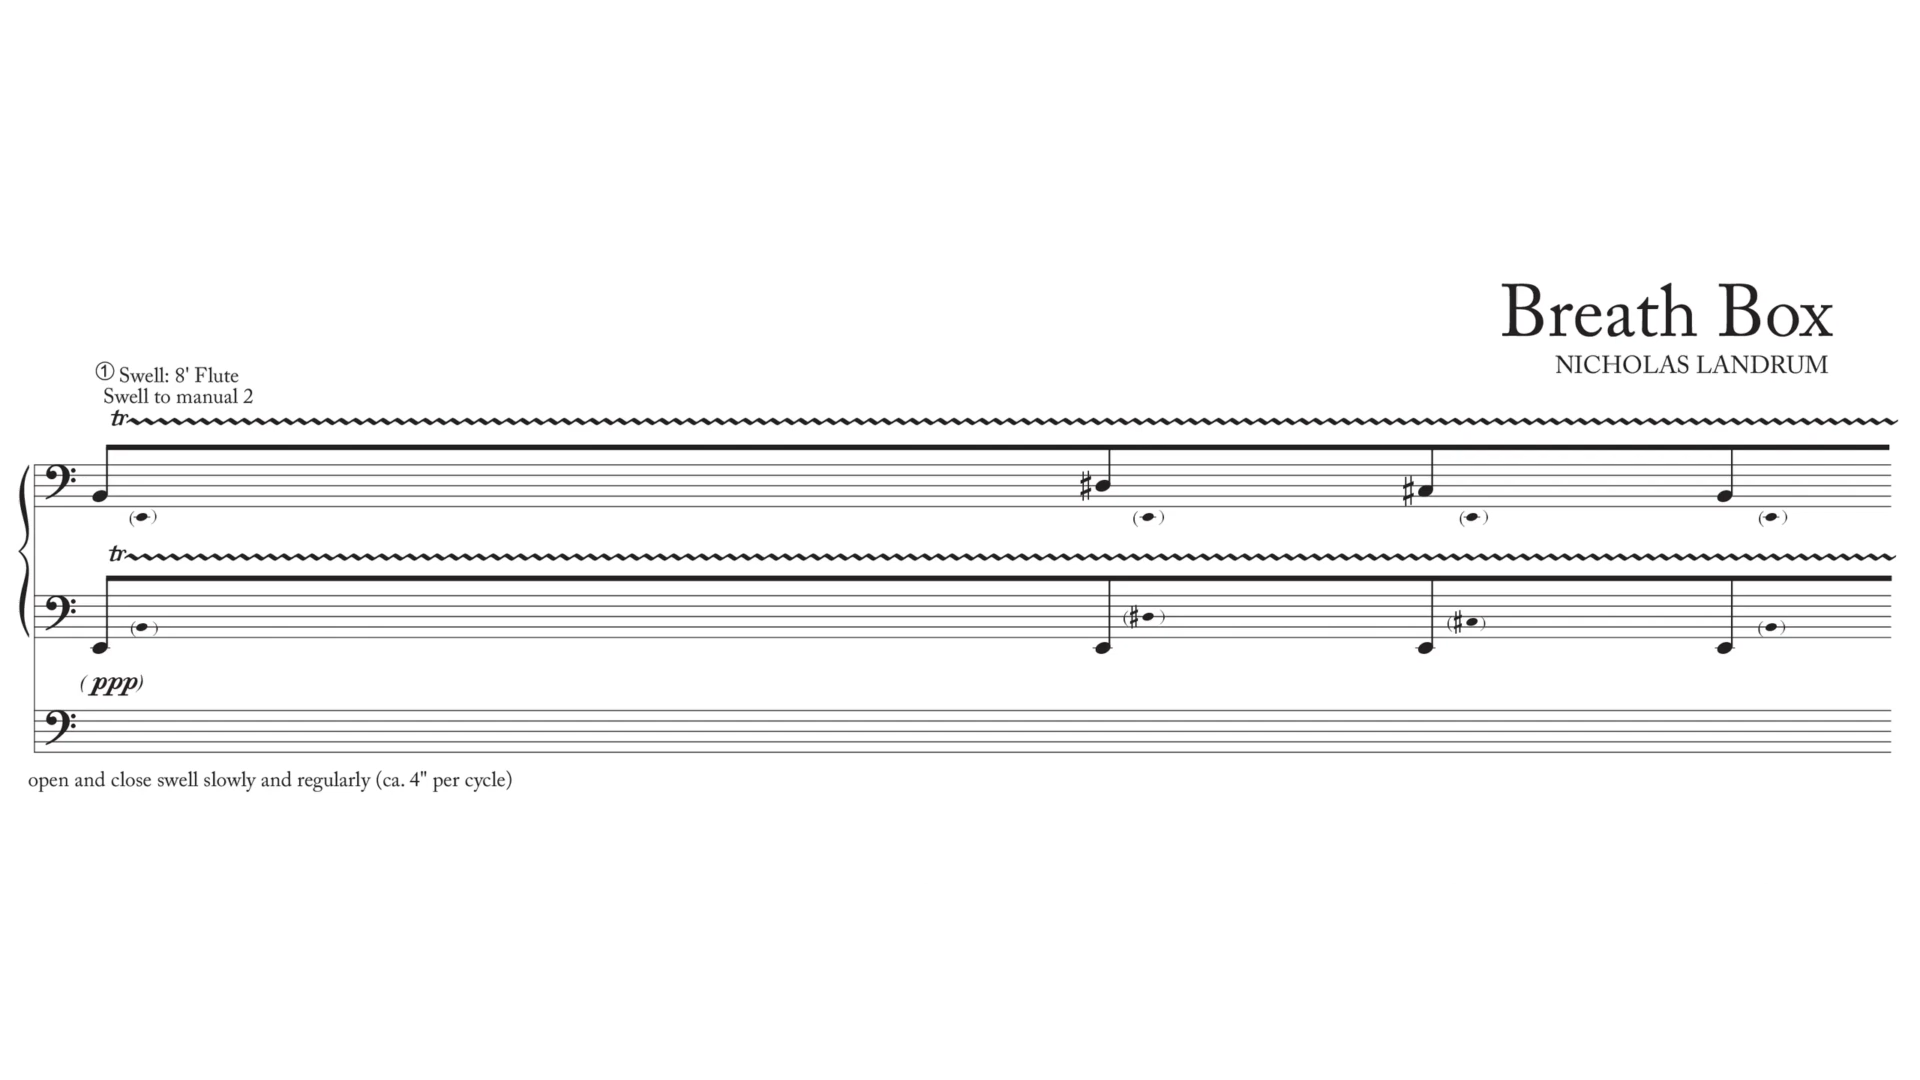 Breath Box
NICHOLAS LANDRUM
① Swell: 8' Flute
Swell to manual 2
tr
tr
(ppp)
open and close swell slowly and regularly (ca. 4" per cycle)